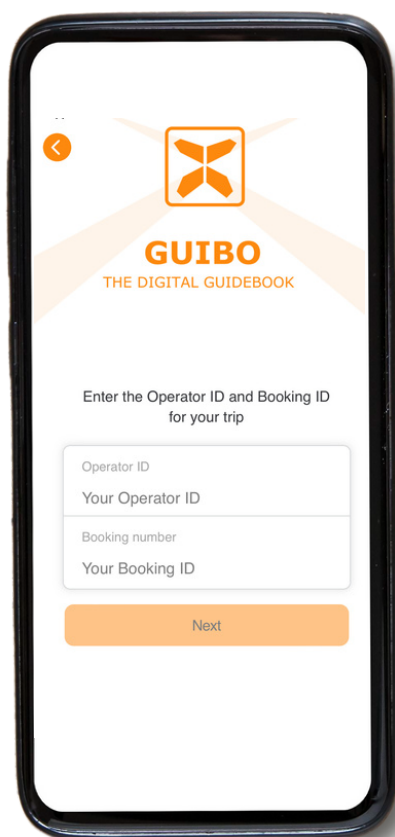 GUIBO
THE DIGITAL GUIDEBOOK
Enter the Operator ID and Booking ID
for your trip
Operator ID
Your Operator ID
Booking number
Your Booking ID
Next